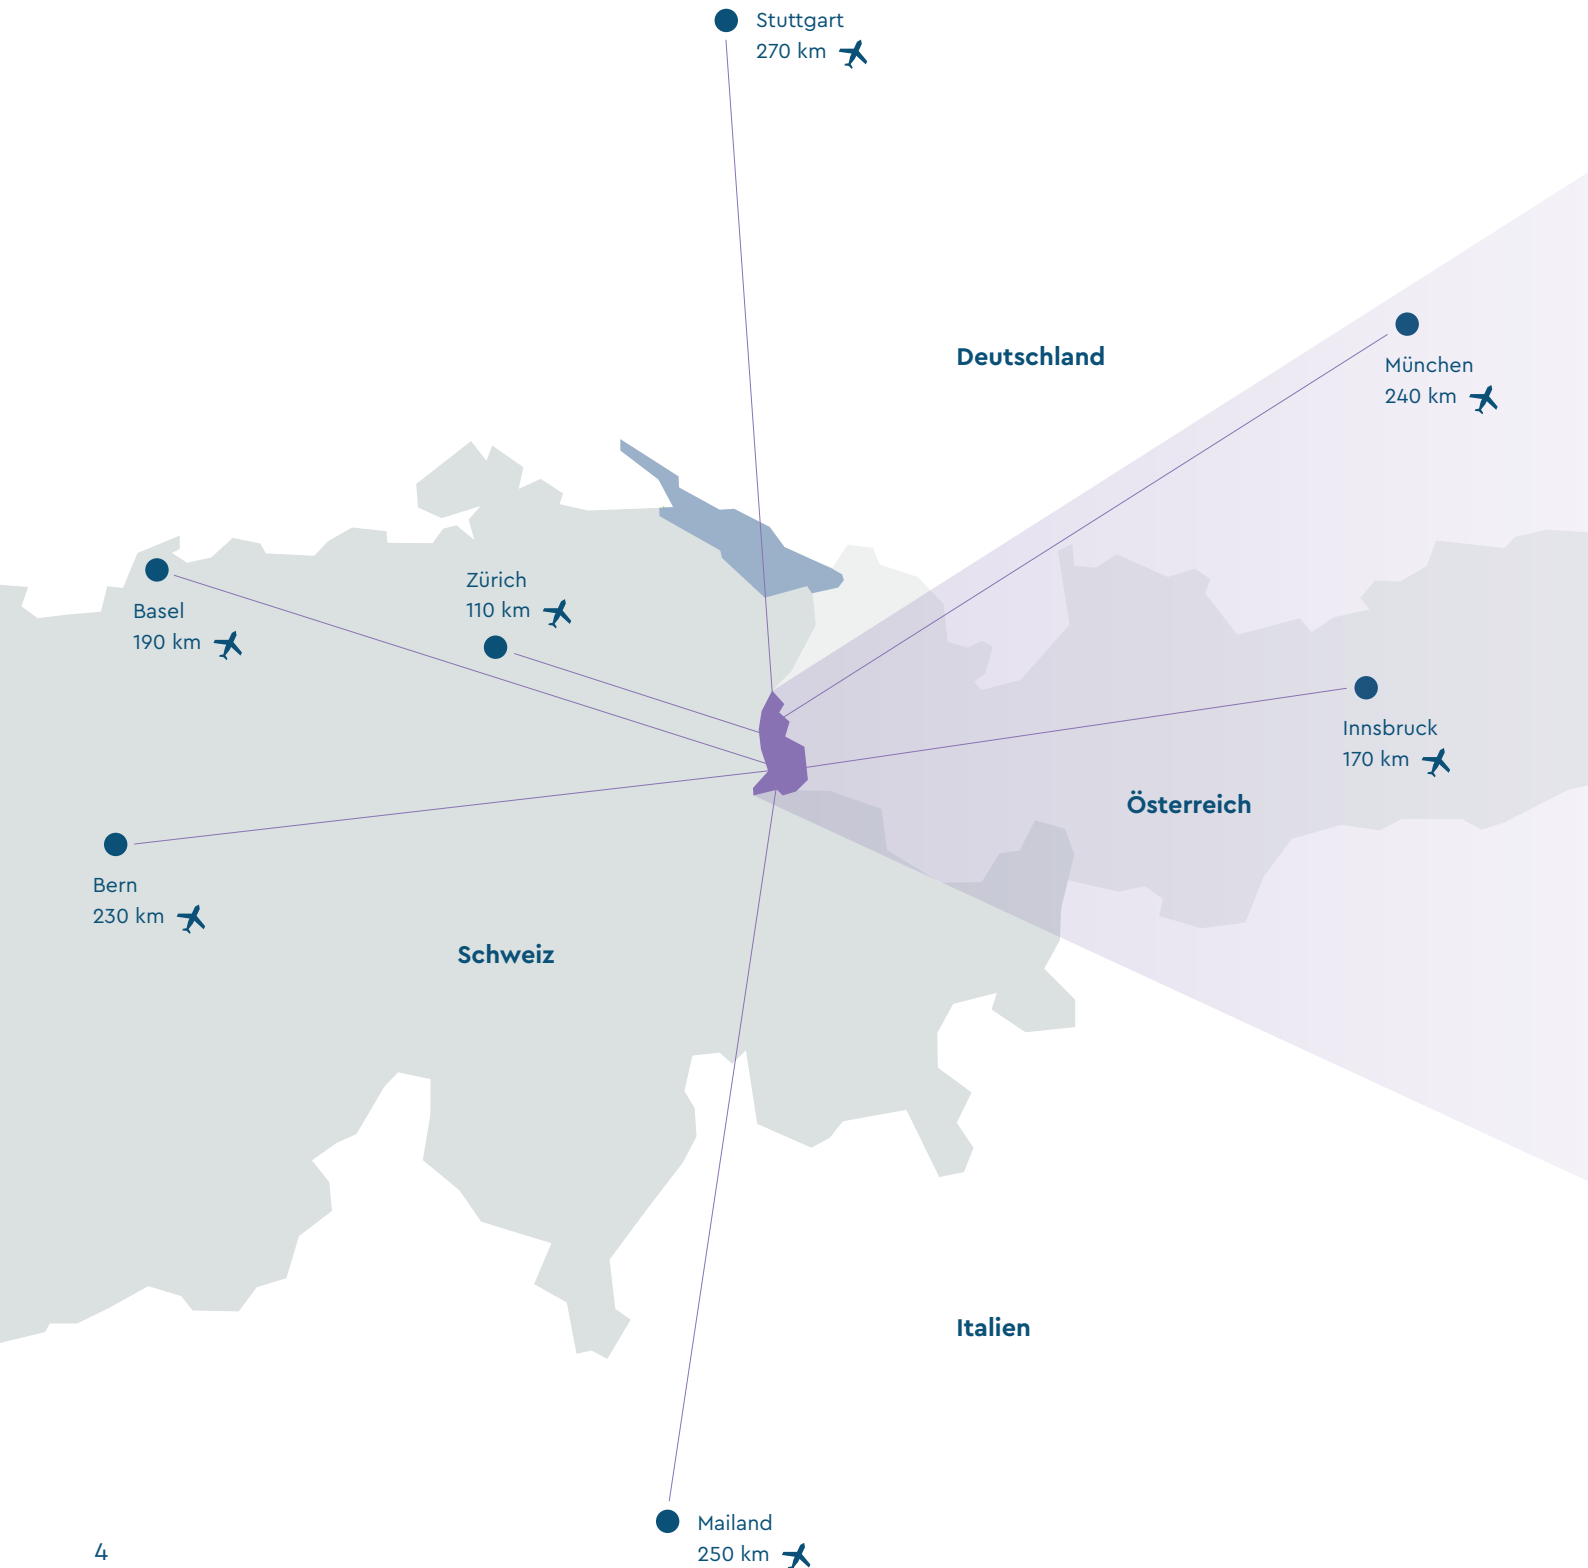 Stuttgart
270 km
Deutschland
München
240 km
Zürich
110 km
Basel
190 km
Innsbruck
170 km
Österreich
Bern
230 km
Schweiz
Italien
Mailand
250 km
4